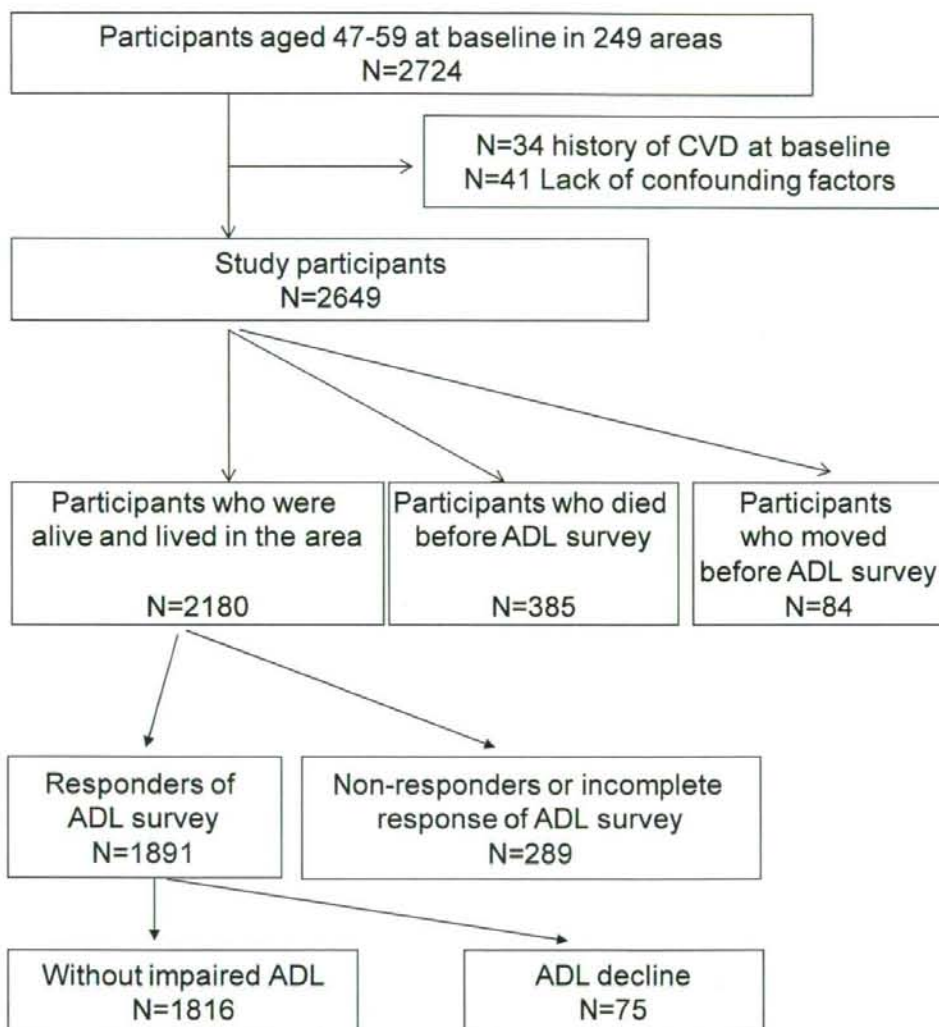 Participants aged 47-59 at baseline in 249 areas
N=2724
N=34 history of CVD at baseline
N=41 Lack of confounding factors
Study participants
N=2649
Participants who were
alive and lived in the area
N=2180
Participants who died
before ADL survey
N=385
Participants
who moved
before ADL survey
N=84
Responders of
ADL survey
N=1891
Non-responders or incomplete
response of ADL survey
N=289
Without impaired ADL
N=1816
ADL decline
N=75